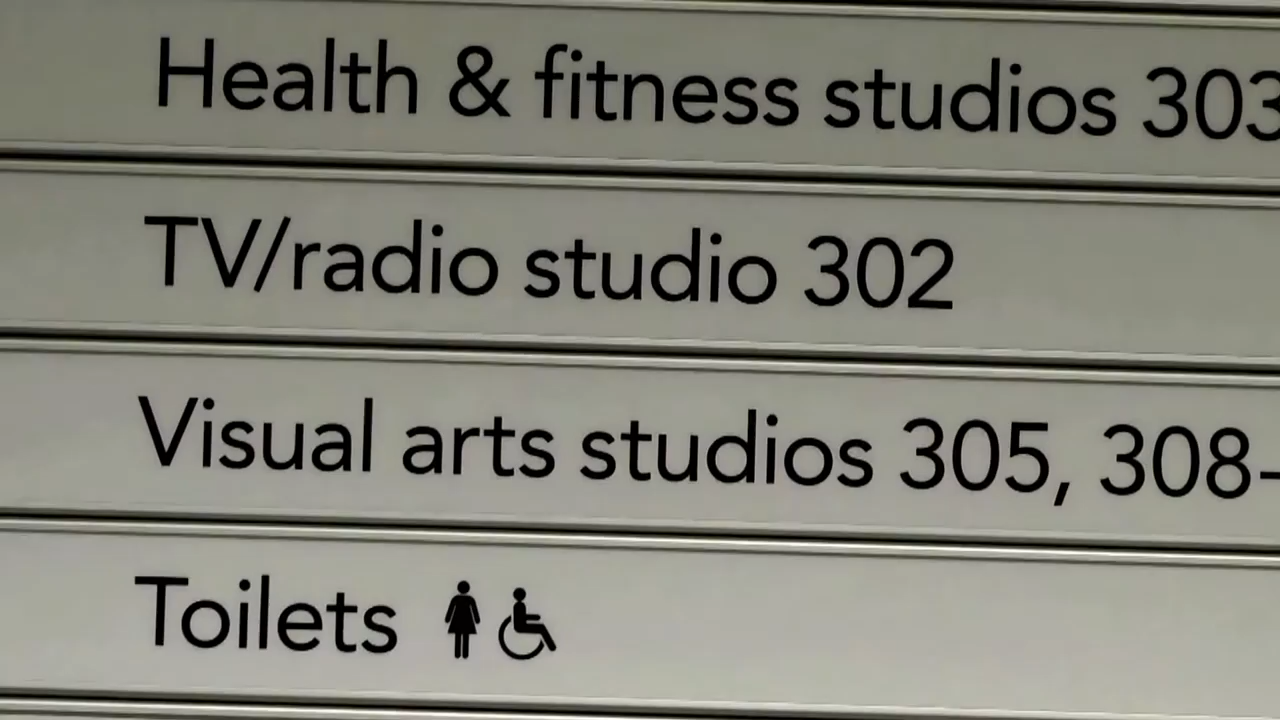 Health & fitness studios 303
TV/radio studio 302
Visual arts studios 305, 308-
Toilets